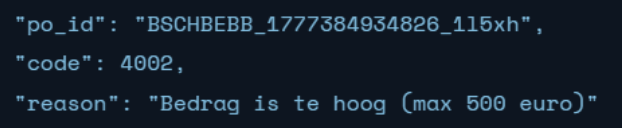 "po_id": "BSCHBEBB_1777384934826_1l5xh",
"code": 4002,
"reason": "Bedrag is te hoog (max 500 euro)"